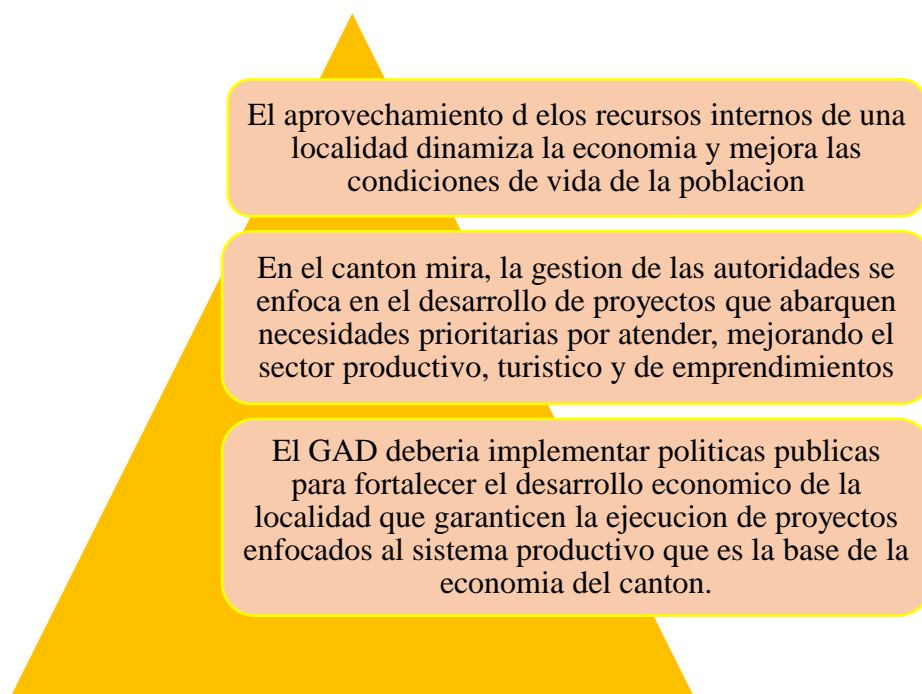 El aprovechamiento d elos recursos internos de una
localidad dinamiza la economia y mejora las
condiciones de vida de la poblacion
En el canton mira, la gestion de las autoridades se
enfoca en el desarrollo de proyectos que abarquen
necesidades prioritarias por atender, mejorando el
sector productivo, turistico y de emprendimientos
El GAD deberia implementar politicas publicas
para fortalecer el desarrollo economico de la
localidad que garanticen la ejecucion de proyectos
enfocados al sistema productivo que es la base de la
economia del canton.